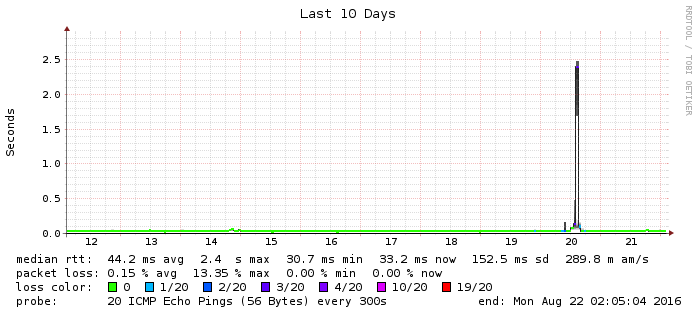 Last 10 Days
RRDTOOL / TOBI OETIKER
Seconds
2.5
2.0
1.5
1.0
0.5
0.0
12 13 14 15 16 17 18 19 20 21
median rtt: 44.2 ms avg 2.4 s max 30.7 ms min 33.2 ms now 152.5 ms sd 289.8 m am/s
packet loss: 0.15 % avg 13.35 % max 0.00 % min 0.00 % now
loss color: 0 1/20 2/20 3/20 4/20 10/20 19/20
probe: 20 ICMP Echo Pings (56 Bytes) every 300s end: Mon Aug 22 02:05:04 2016